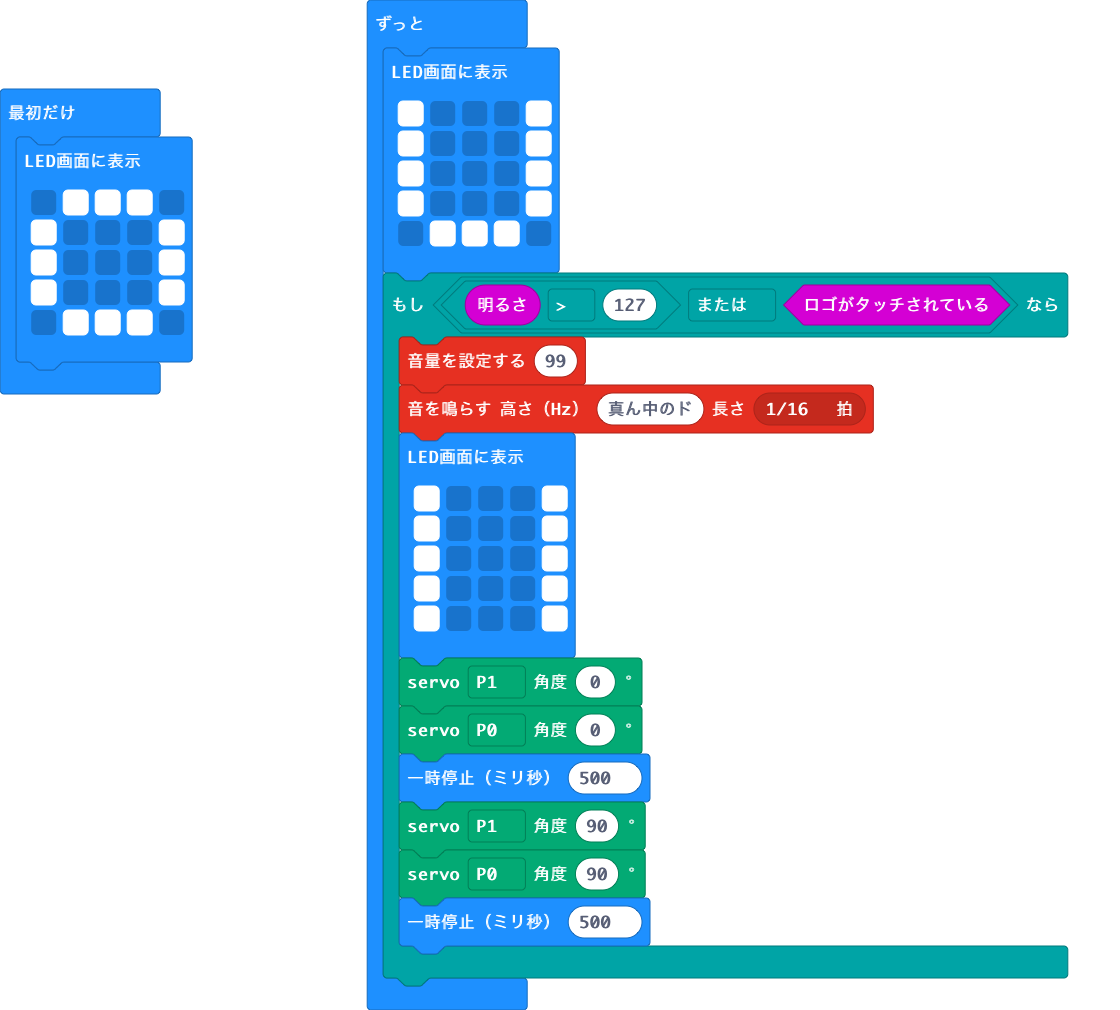 最初だけ
LED画面に表示
ずっと
LED画面に表示
もし 明るさ > 127 または ロゴがタッチされている なら
音量を設定する 99
音を鳴らす 高さ（Hz） 真ん中のド 長さ 1/16 拍
LED画面に表示
servo P1 角度 0 °
servo P0 角度 0 °
一時停止（ミリ秒） 500
servo P1 角度 90 °
servo P0 角度 90 °
一時停止（ミリ秒） 500